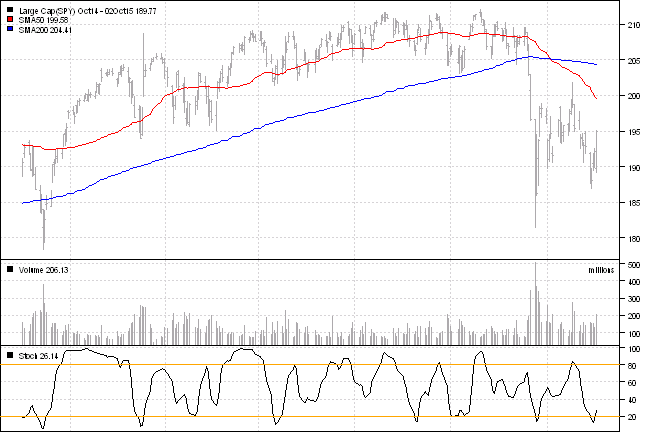 Large Cap(SPY) Oct14 - 02Oct15 189.77
SMA50 199.58
SMA200 204.41
210
205
200
195
190
185
180
Volume 206.13
millions
500
400
300
200
100
Stoch 26.14
100
80
60
40
20